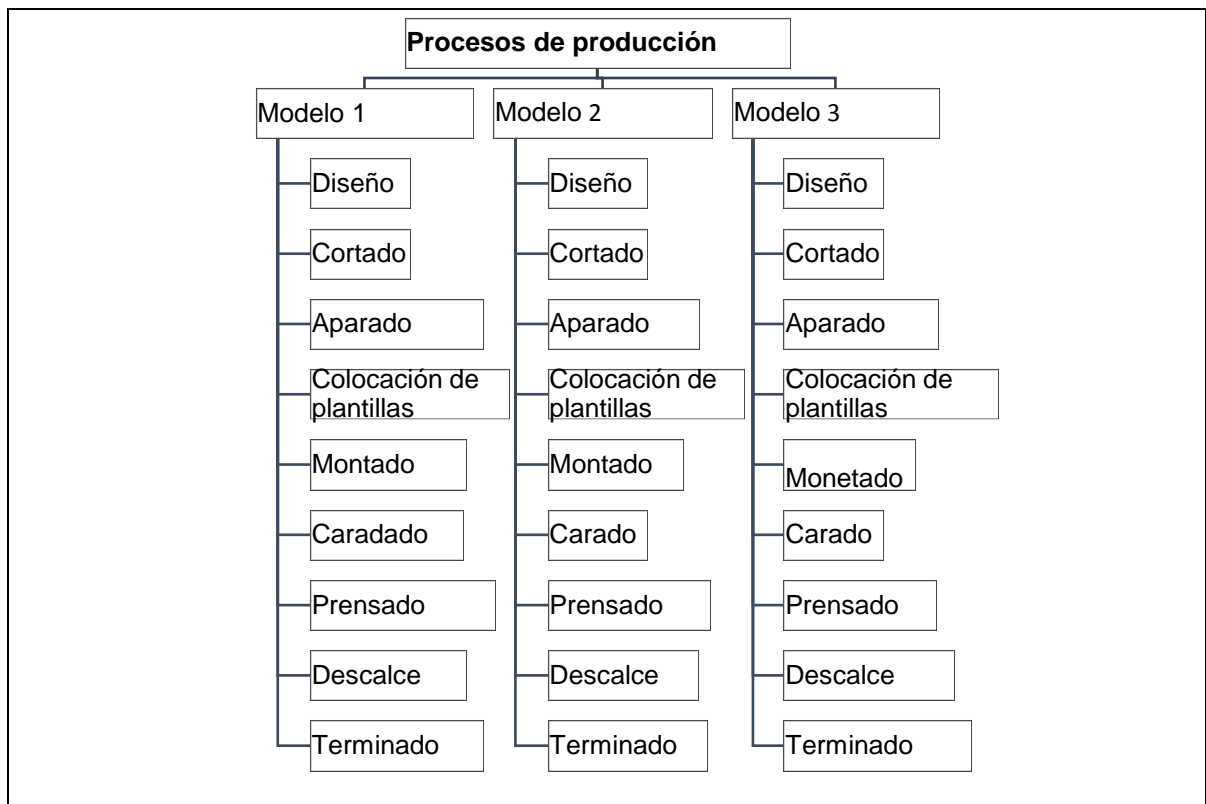 Procesos de producción
Modelo 1
Diseño
Cortado
Aparado
Colocación de
plantillas
Montado
Caradado
Prensado
Descalce
Terminado
Modelo 2
Diseño
Cortado
Aparado
Colocación de
plantillas
Montado
Carado
Prensado
Descalce
Terminado
Modelo 3
Diseño
Cortado
Aparado
Colocación de
plantillas
Monetado
Carado
Prensado
Descalce
Terminado